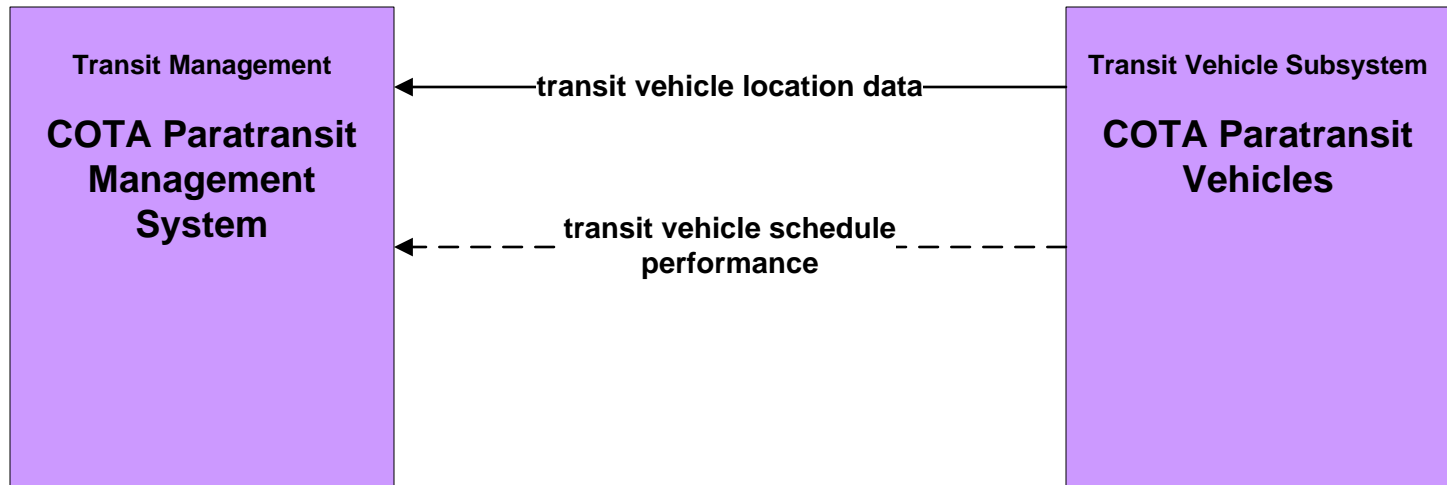 Transit Management
COTA Paratransit
Management
System
transit vehicle location data
transit vehicle schedule
performance
Transit Vehicle Subsystem
COTA Paratransit
Vehicles